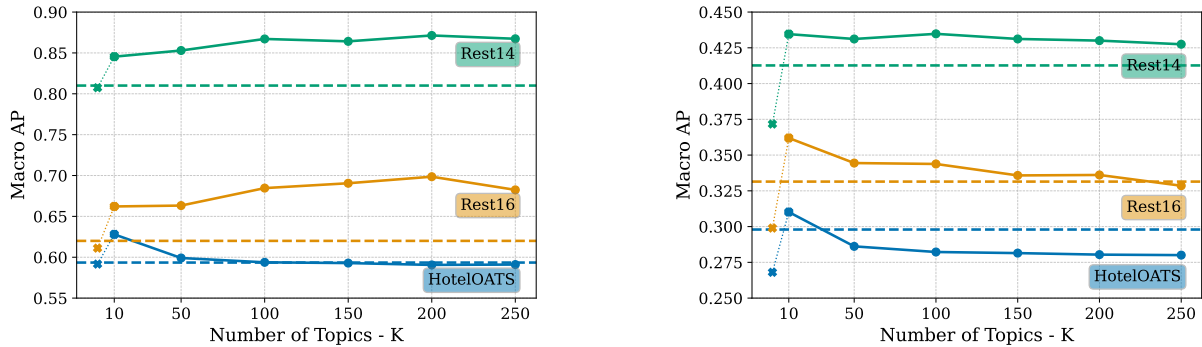 0.90
0.85
0.80
0.75
0.70
0.65
0.60
0.55
Macro AP
Rest14
Rest16
HotelOATS
10 50 100 150 200 250
Number of Topics - K
0.450
0.425
0.400
0.375
0.350
0.325
0.300
0.275
0.250
Macro AP
Rest14
Rest16
HotelOATS
10 50 100 150 200 250
Number of Topics - K